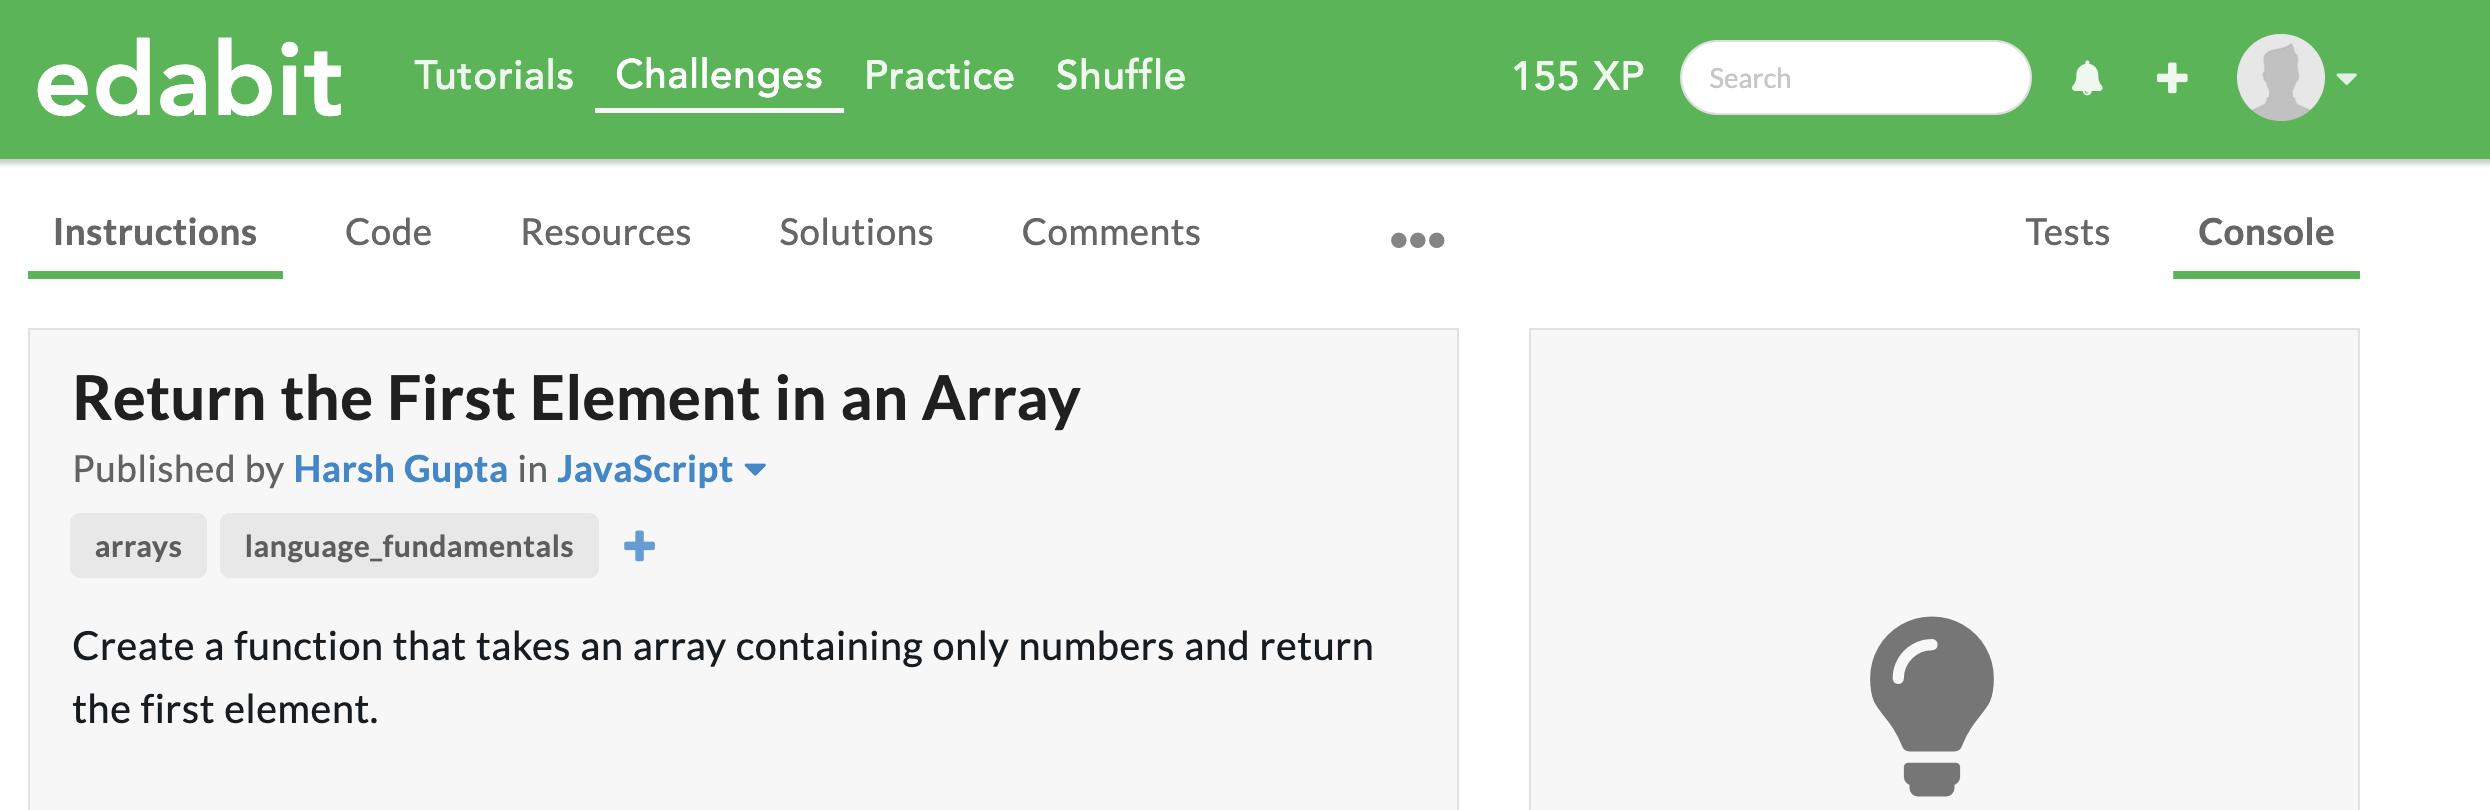 edabit Tutorials Challenges Practice Shuffle 155 XP Search
Instructions Code Resources Solutions Comments Tests Console
Return the First Element in an Array
Published by Harsh Gupta in JavaScript
arrays language_fundamentals
Create a function that takes an array containing only numbers and return
the first element.